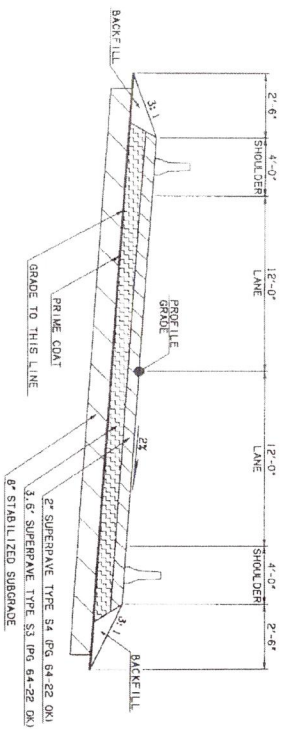 2'-6"
4'-0"
SHOULDER
12'-0"
LANE
12'-0"
LANE
4'-0"
SHOULDER
2'-6"
BACKFILL
3:1
PROFILE
GRADE
2%
3:1
BACKFILL
PRIME COAT
GRADE TO THIS LINE
2" SUPERPAVE TYPE S4 (PG 64-22 OK)
3.6" SUPERPAVE TYPE S3 (PG 64-22 OK)
8" STABILIZED SUBGRADE